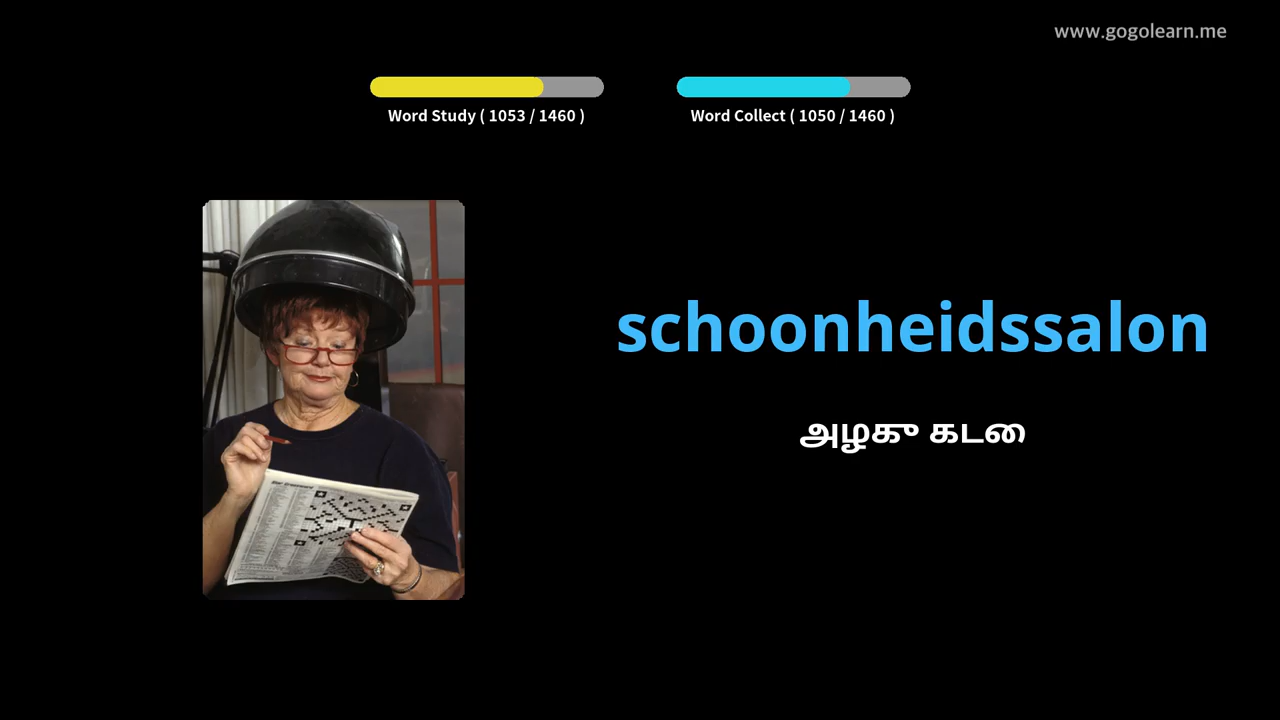 www.gogolearn.me
Word Study ( 1053 / 1460 )
Word Collect ( 1050 / 1460 )
schoonheidssalon
அழகு கடை